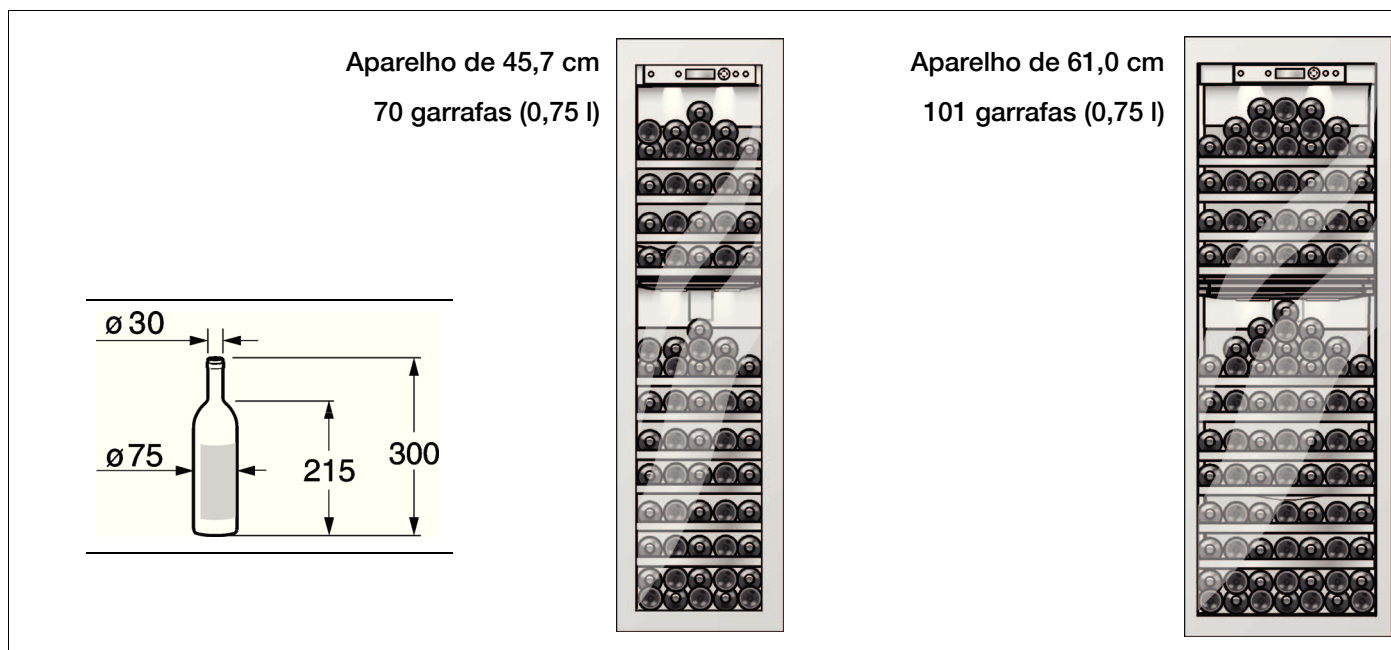 Aparelho de 45,7 cm
70 garrafas (0,75 l)
Aparelho de 61,0 cm
101 garrafas (0,75 l)
ø 30
ø 75
215
300